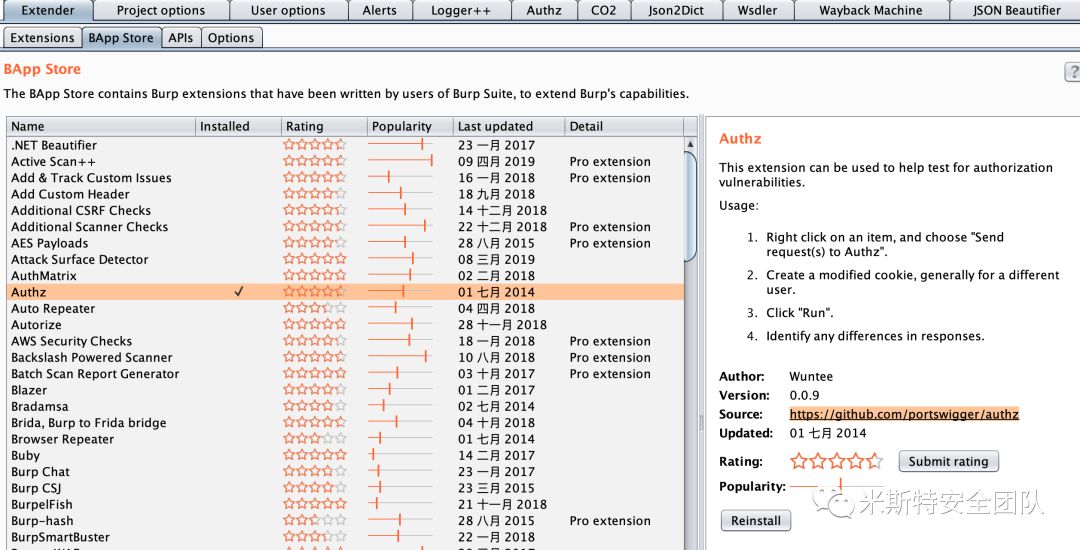 Extender Project options User options Alerts Logger++ Authz CO2 Json2Dict Wsdler Wayback Machine JSON Beautifier
Extensions BApp Store APIs Options
BApp Store
?
The BApp Store contains Burp extensions that have been written by users of Burp Suite, to extend Burp's capabilities.
Name Installed Rating Popularity Last updated Detail
.NET Beautifier 23 一月 2017
Active Scan++ 09 四月 2019 Pro extension
Add & Track Custom Issues 16 一月 2018 Pro extension
Add Custom Header 18 九月 2018
Additional CSRF Checks 14 十二月 2018
Additional Scanner Checks 22 十二月 2018 Pro extension
AES Payloads 28 八月 2015 Pro extension
Attack Surface Detector 08 三月 2019
AuthMatrix 02 二月 2018
Authz ✓ 01 七月 2014
Auto Repeater 04 四月 2018
Autorize 28 十一月 2018
AWS Security Checks 18 一月 2018 Pro extension
Backslash Powered Scanner 10 八月 2018 Pro extension
Batch Scan Report Generator 03 十月 2017 Pro extension
Blazer 01 二月 2017
Bradamsa 02 七月 2014
Brida, Burp to Frida bridge 04 十月 2018
Browser Repeater 01 七月 2014
Buby 14 二月 2017
Burp Chat 23 一月 2017
Burp CSJ 23 三月 2015
BurpelFish 21 十一月 2018
Burp-hash 28 八月 2015 Pro extension
BurpSmartBuster 22 二月 2018
Authz
This extension can be used to help test for authorization
vulnerabilities.
Usage:
1. Right click on an item, and choose "Send
request(s) to Authz".
2. Create a modified cookie, generally for a different
user.
3. Click "Run".
4. Identify any differences in responses.
Author: Wuntee
Version: 0.0.9
Source: https://github.com/portswigger/authz
Updated: 01 七月 2014
Rating: Submit rating
Popularity:
米斯特安全团队
Reinstall